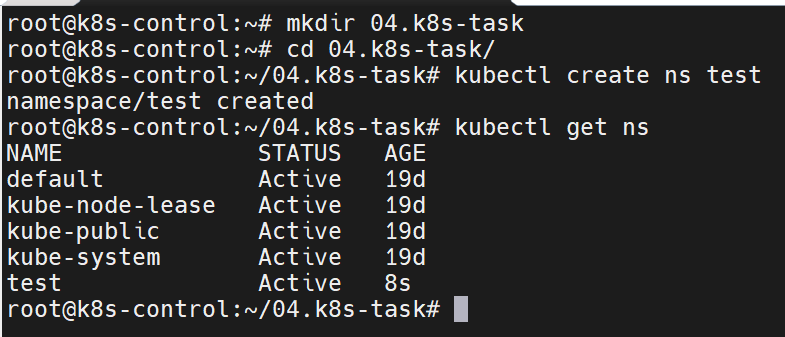 root@k8s-control:~# mkdir 04.k8s-task
root@k8s-control:~# cd 04.k8s-task/
root@k8s-control:~/04.k8s-task# kubectl create ns test
namespace/test created
root@k8s-control:~/04.k8s-task# kubectl get ns
NAME              STATUS   AGE
default           Active   19d
kube-node-lease   Active   19d
kube-public       Active   19d
kube-system       Active   19d
test              Active   8s
root@k8s-control:~/04.k8s-task#